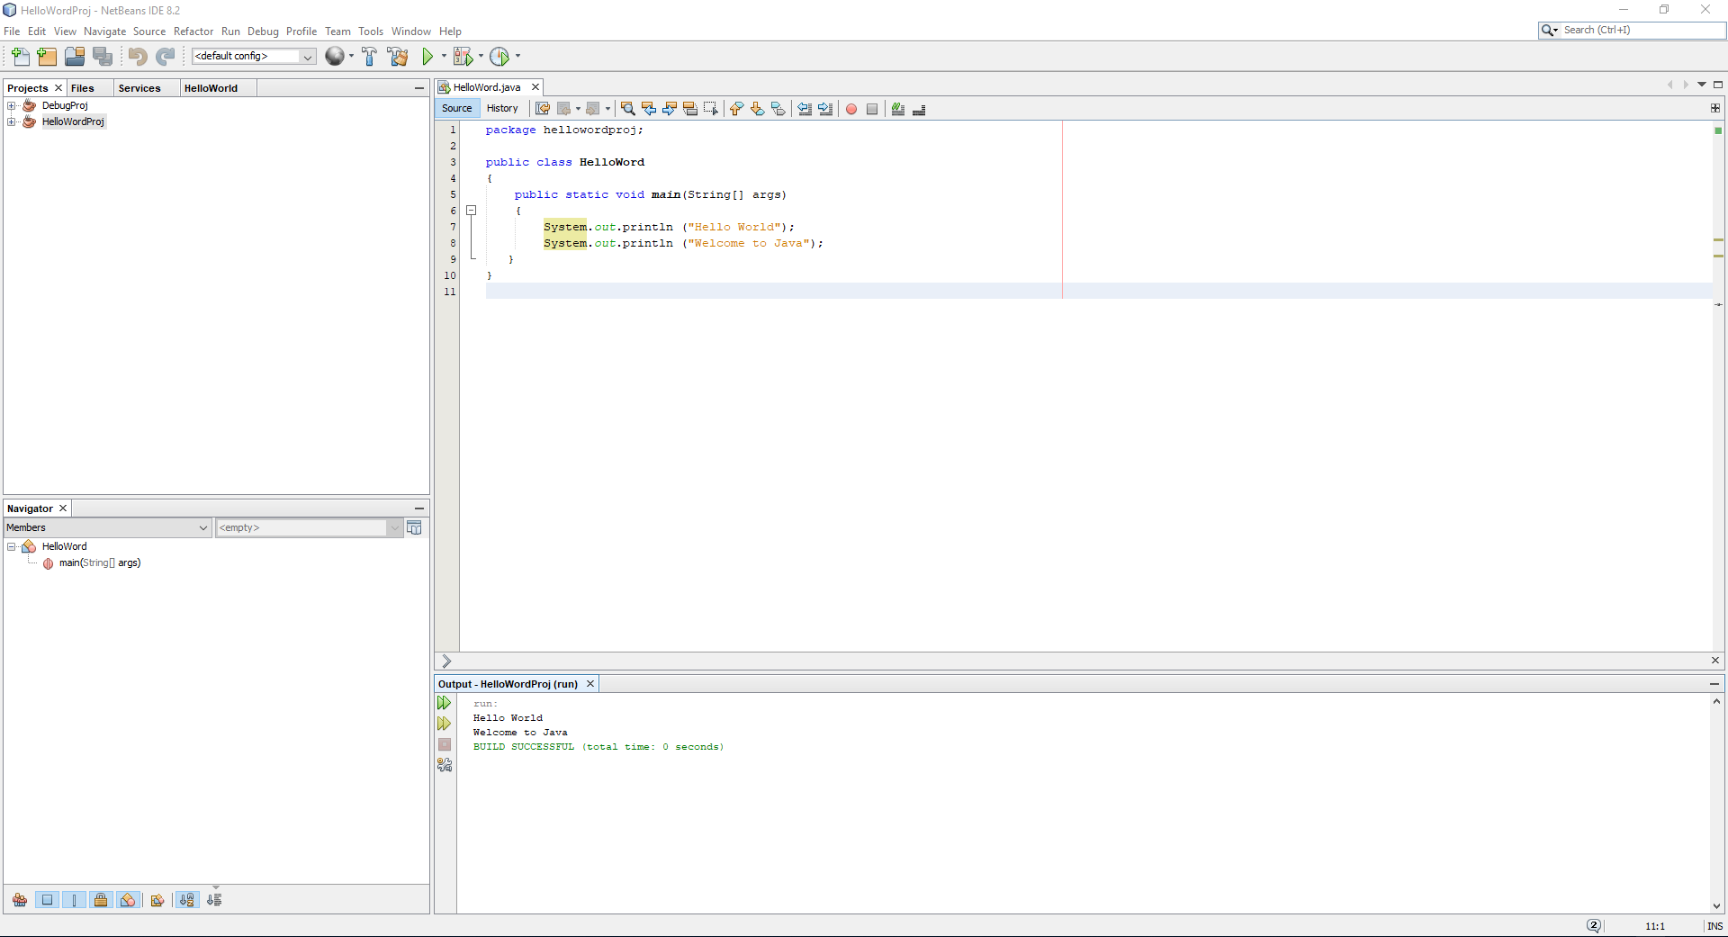 HelloWordProj - NetBeans IDE 8.2
File Edit View Navigate Source Refactor Run Debug Profile Team Tools Window Help
Search (Ctrl+I)
<default config>
Projects Files Services HelloWorld
DebugProj
HelloWordProj
HelloWord.java
Source History
1 package hellowordproj;
2
3 public class HelloWord
4 {
5 public static void main(String[] args)
6 {
7 System.out.println ("Hello World");
8 System.out.println ("Welcome to Java");
9 }
10 }
11
Navigator
Members <empty>
HelloWord
main(String[] args)
Output - HelloWordProj (run)
run:
Hello World
Welcome to Java
BUILD SUCCESSFUL (total time: 0 seconds)
2 11:1 INS